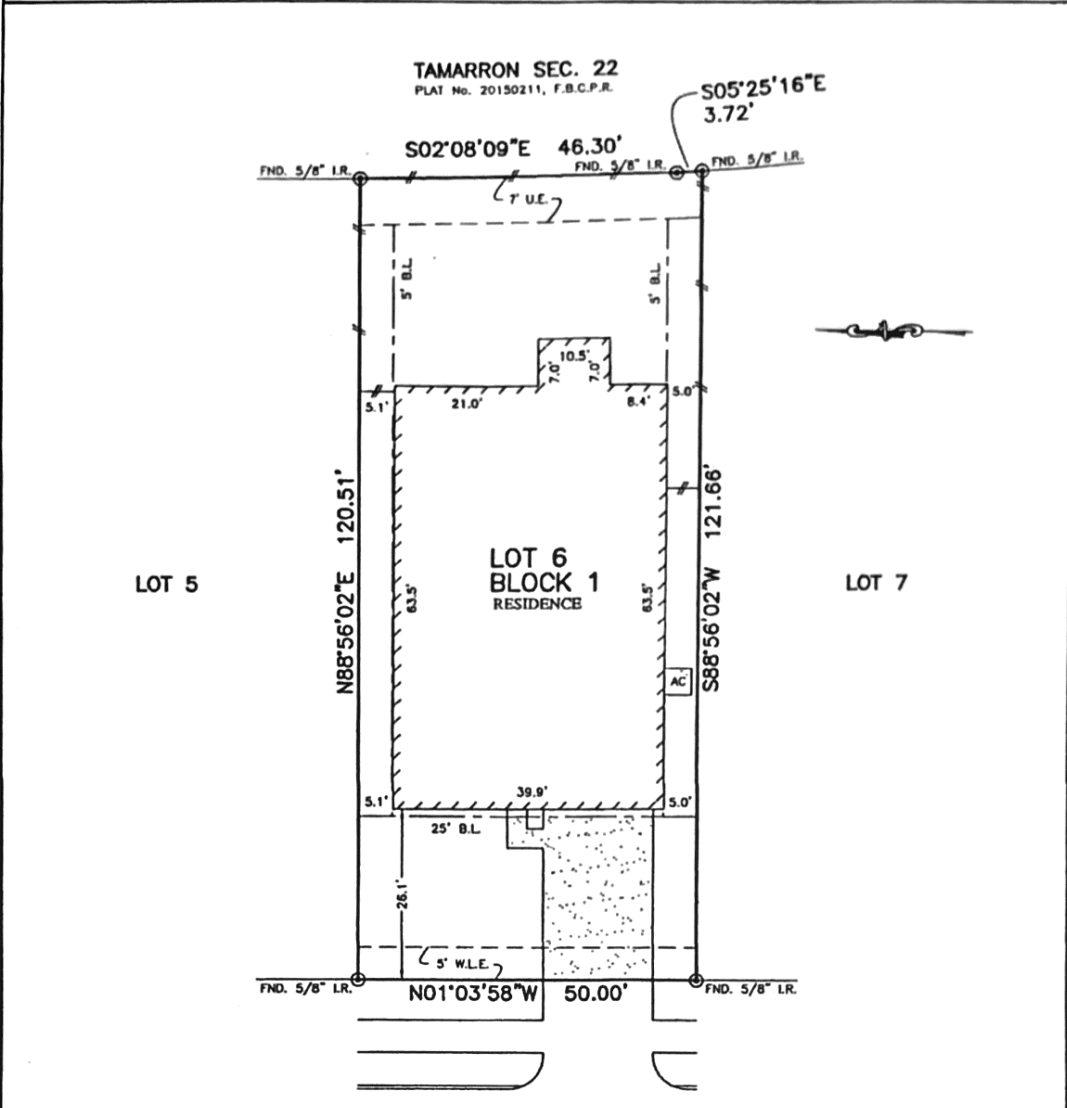 TAMARRON SEC. 22
PLAT No. 20150211, F.B.C.P.R.
S05°25'16"E
3.72'
S02°08'09"E 46.30'
FND. 5/8" I.R.
FND. 5/8" I.R.
FND. 5/8" I.R.
7' U.E.
5' B.L.
5' B.L.
10.5'
7.0'
7.0'
5.1'
21.0'
8.4'
5.0'
N88°56'02"E 120.51'
S88°56'02"W 121.66'
LOT 5
LOT 6
BLOCK 1
RESIDENCE
LOT 7
63.5'
63.5'
AC
5.1'
39.9'
5.0'
25' B.L.
26.1'
5' W.L.E.
FND. 5/8" I.R.
N01°03'58"W 50.00'
FND. 5/8" I.R.